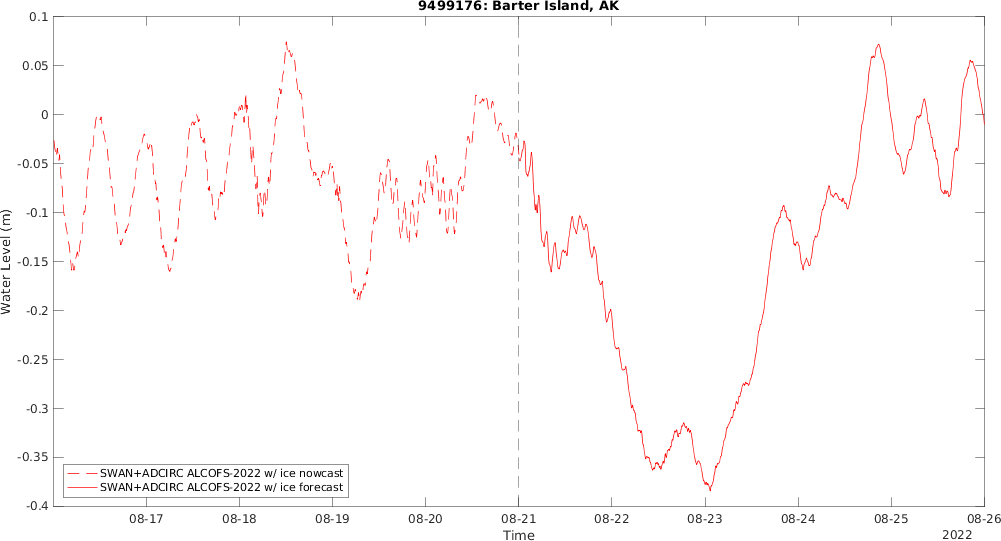 9499176: Barter Island, AK
0.1
0.05
0
-0.05
-0.1
-0.15
-0.2
-0.25
-0.3
-0.35
-0.4
Water Level (m)
SWAN+ADCIRC ALCOFS-2022 w/ ice nowcast
SWAN+ADCIRC ALCOFS-2022 w/ ice forecast
08-17 08-18 08-19 08-20 08-21 08-22 08-23 08-24 08-25 08-26
Time
2022